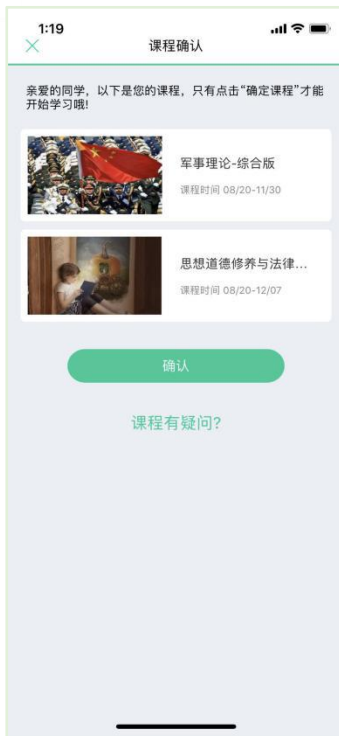 1:19
课程确认
亲爱的同学，以下是您的课程，只有点击“确定课程”才能
开始学习哦!
军事理论-综合版
课程时间 08/20-11/30
思想道德修养与法律...
课程时间 08/20-12/07
确认
课程有疑问?